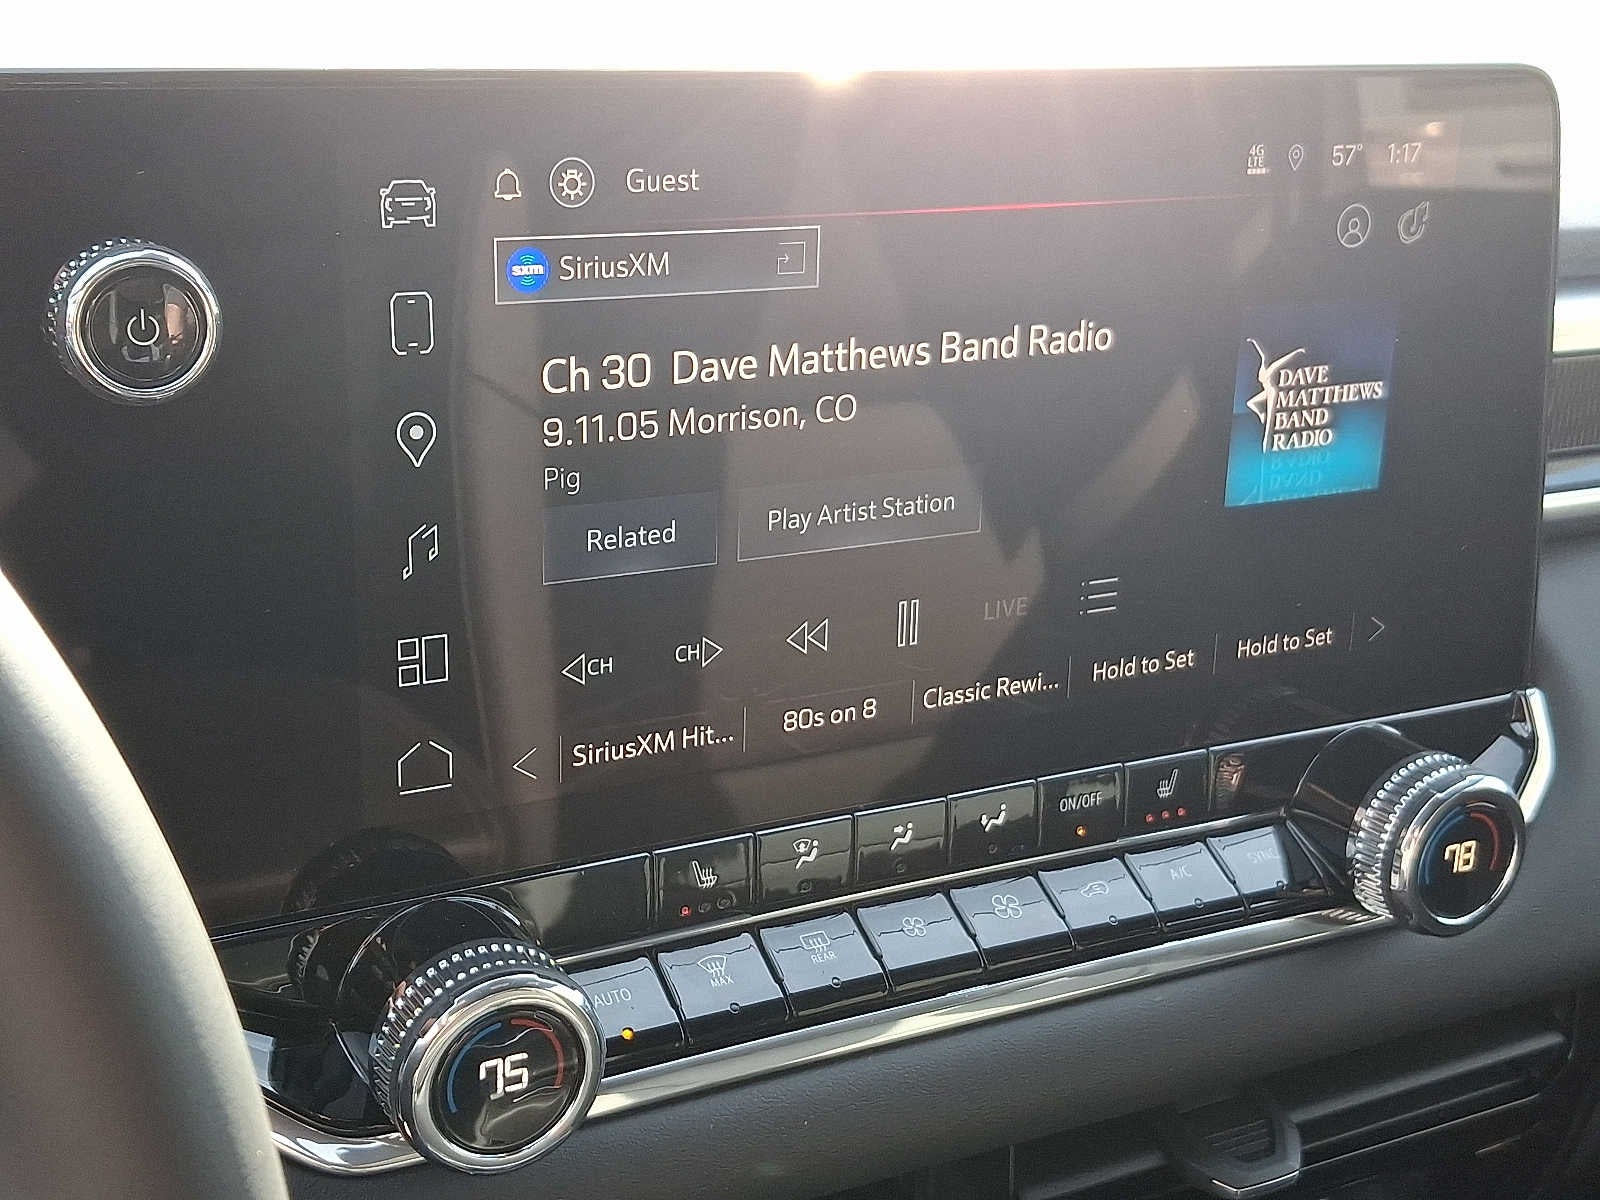 Guest
4G LTE 57° 1:17
sxm SiriusXM
Ch 30 Dave Matthews Band Radio
9.11.05 Morrison, CO
Pig
DAVE
MATTHEWS
BAND
RADIO
Related
Play Artist Station
CH
CH
LIVE
SiriusXM Hit...
80s on 8
Classic Rewi...
Hold to Set
Hold to Set
ON/OFF
AUTO
MAX
REAR
A/C
SYNC
75
78